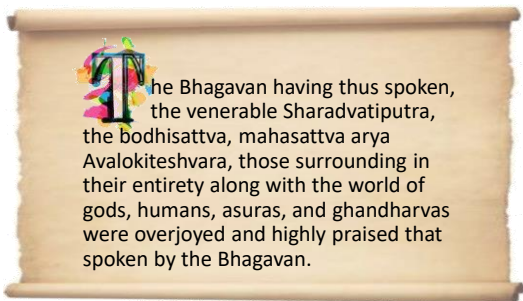 The Bhagavan having thus spoken,
the venerable Sharadvatiputra,
the bodhisattva, mahasattva arya
Avalokiteshvara, those surrounding in
their entirety along with the world of
gods, humans, asuras, and ghandharvas
were overjoyed and highly praised that
spoken by the Bhagavan.